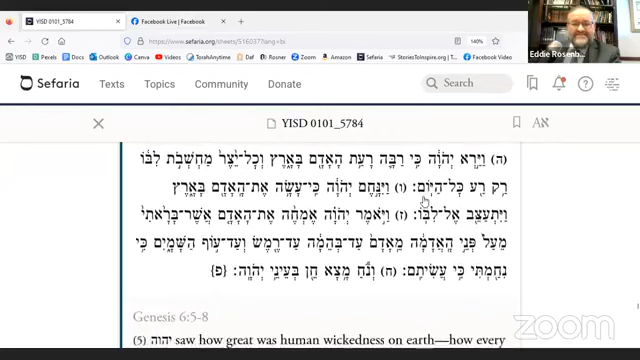 YISD 0101_5784 | Sefaria
Facebook Live | Facebook
https://www.sefaria.org/sheets/516037?lang=bi
140%
YISD
Outlook
Canva
Videos
TorahAnytime
Daf
Rosner
Zoom
Amazon
StoriesToInspire.org (...
Facebook Video
Eddie Rosenb...
Sefaria
Texts
Topics
Community
Donate
Search
YISD 0101_5784
(ה) וַיַּ֣רְא יְהֹוָ֔ה כִּ֥י רַבָּ֛ה רָעַ֥ת הָאָדָ֖ם בָּאָ֑רֶץ וְכׇל־יֵ֙צֶר֙ מַחְשְׁבֹ֣ת לִבּ֔וֹ
רַ֥ק רַ֖ע כׇּל־הַיּֽוֹם׃ (ו) וַיִּנָּ֣חֶם יְהֹוָ֔ה כִּֽי־עָשָׂ֥ה אֶת־הָֽאָדָ֖ם בָּאָ֑רֶץ
וַיִּתְעַצֵּ֖ב אֶל־לִבּֽוֹ׃ (ז) וַיֹּ֣אמֶר יְהֹוָ֗ה אֶמְחֶ֨ה אֶת־הָאָדָ֤ם אֲשֶׁר־בָּרָ֙אתִי֙
מֵעַל֙ פְּנֵ֣י הָֽאֲדָמָ֔ה מֵֽאָדָם֙ עַד־בְּהֵמָ֔ה עַד־רֶ֖מֶשׂ וְעַד־ע֣וֹף הַשָּׁמָ֑יִם כִּ֥י
נִחַ֖מְתִּי כִּ֥י עֲשִׂיתִֽם׃ (ח) וְנֹ֕חַ מָ֥צָא חֵ֖ן בְּעֵינֵ֥י יְהֹוָֽה׃ {פ}
Genesis 6:5-8
(5) יהוה saw how great was human wickedness on earth—how every
zoom